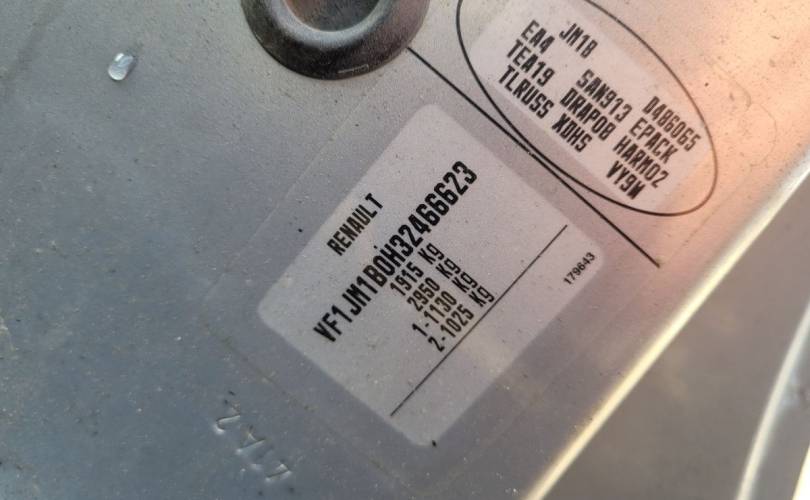 JM1B
EA4 SAN913 D486065
TEA19 DRAP08 EPACK
TLRUSS XDHS HARM02
VY9W
RENAULT
VF1JM1B0H32466623
1915 Kg
2950 Kg
1-1130 Kg
2-1025 Kg
179643